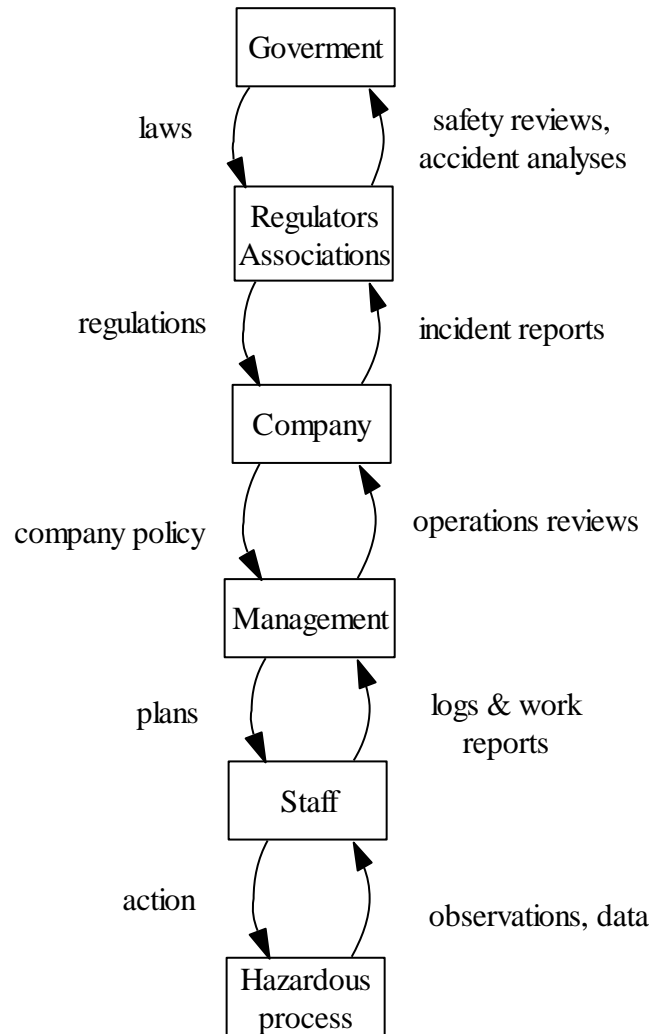 Goverment
laws
safety reviews,
accident analyses
Regulators
Associations
regulations
incident reports
Company
company policy
operations reviews
Management
plans
logs & work
reports
Staff
action
observations, data
Hazardous
process